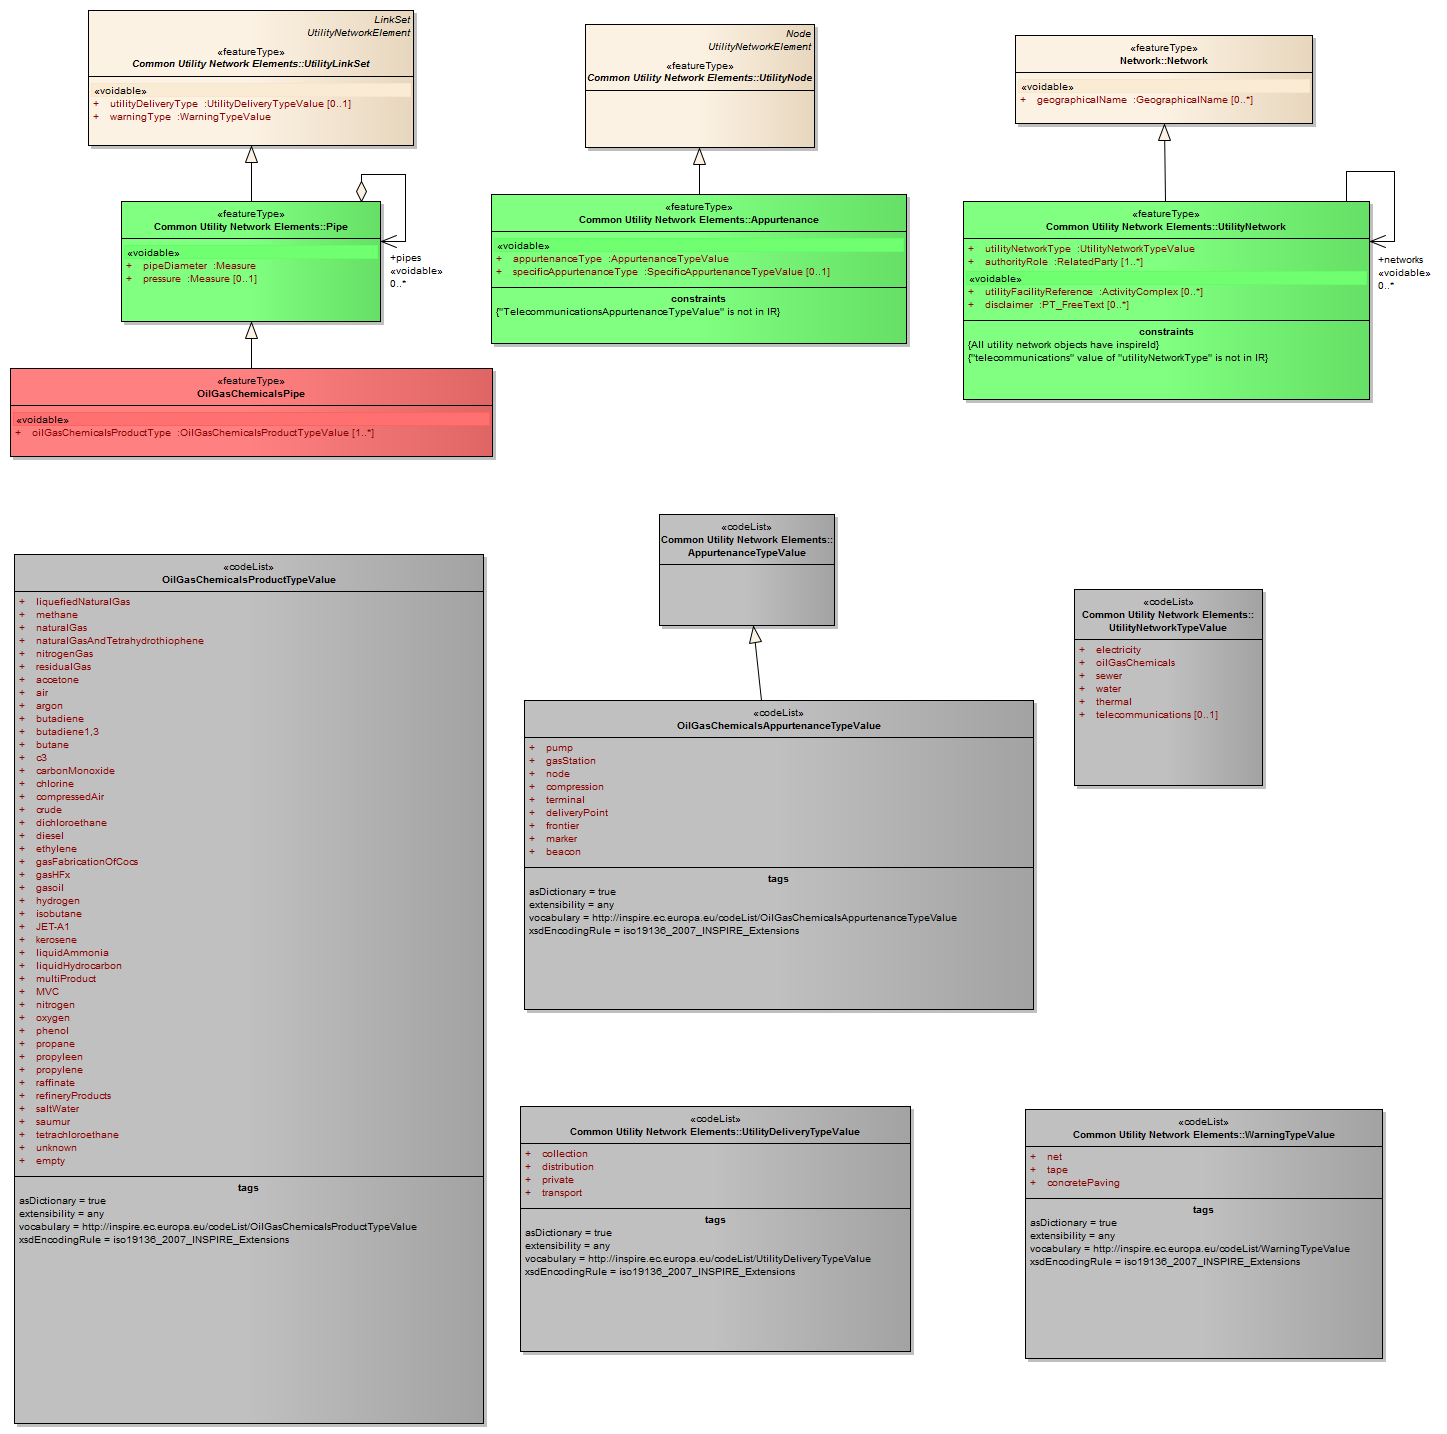 LinkSet
UtilityNetworkElement
«featureType»
Common Utility Network Elements::UtilityLinkSet
«voidable»
+ utilityDeliveryType :UtilityDeliveryTypeValue [0..1]
+ warningType :WarningTypeValue
Node
UtilityNetworkElement
«featureType»
Common Utility Network Elements::UtilityNode
«featureType»
Network::Network
«voidable»
+ geographicalName :GeographicalName [0..*]
«featureType»
Common Utility Network Elements::Pipe
«voidable»
+ pipeDiameter :Measure
+ pressure :Measure [0..1]
+pipes
«voidable»
0..*
«featureType»
Common Utility Network Elements::Appurtenance
«voidable»
+ appurtenanceType :AppurtenanceTypeValue
+ specificAppurtenanceType :SpecificAppurtenanceTypeValue [0..1]
constraints
{"TelecommunicationsAppurtenanceTypeValue" is not in IR}
«featureType»
Common Utility Network Elements::UtilityNetwork
+ utilityNetworkType :UtilityNetworkTypeValue
+ authorityRole :RelatedParty [1..*]
«voidable»
+ utilityFacilityReference :ActivityComplex [0..*]
+ disclaimer :PT_FreeText [0..*]
constraints
{All utility network objects have inspireId}
{"telecommunications" value of "utilityNetworkType" is not in IR}
+networks
«voidable»
0..*
«featureType»
OilGasChemicalsPipe
«voidable»
+ oilGasChemicalsProductType :OilGasChemicalsProductTypeValue [1..*]
«codeList»
OilGasChemicalsProductTypeValue
+ liquefiedNaturalGas
+ methane
+ naturalGas
+ naturalGasAndTetrahydrothiophene
+ nitrogenGas
+ residualGas
+ accetone
+ air
+ argon
+ butadiene
+ butadiene1,3
+ butane
+ c3
+ carbonMonoxide
+ chlorine
+ compressedAir
+ crude
+ dichloroethane
+ diesel
+ ethylene
+ gasFabricationOfCocs
+ gasHFx
+ gasoil
+ hydrogen
+ isobutane
+ JET-A1
+ kerosene
+ liquidAmmonia
+ liquidHydrocarbon
+ multiProduct
+ MVC
+ nitrogen
+ oxygen
+ phenol
+ propane
+ propyleen
+ propylene
+ raffinate
+ refineryProducts
+ saltWater
+ saumur
+ tetrachloroethane
+ unknown
+ empty
tags
asDictionary = true
extensibility = any
vocabulary = http://inspire.ec.europa.eu/codeList/OilGasChemicalsProductTypeValue
xsdEncodingRule = iso19136_2007_INSPIRE_Extensions
«codeList»
Common Utility Network Elements::
AppurtenanceTypeValue
«codeList»
OilGasChemicalsAppurtenanceTypeValue
+ pump
+ gasStation
+ node
+ compression
+ terminal
+ deliveryPoint
+ frontier
+ marker
+ beacon
tags
asDictionary = true
extensibility = any
vocabulary = http://inspire.ec.europa.eu/codeList/OilGasChemicalsAppurtenanceTypeValue
xsdEncodingRule = iso19136_2007_INSPIRE_Extensions
«codeList»
Common Utility Network Elements::
UtilityNetworkTypeValue
+ electricity
+ oilGasChemicals
+ sewer
+ water
+ thermal
+ telecommunications [0..1]
«codeList»
Common Utility Network Elements::UtilityDeliveryTypeValue
+ collection
+ distribution
+ private
+ transport
tags
asDictionary = true
extensibility = any
vocabulary = http://inspire.ec.europa.eu/codeList/UtilityDeliveryTypeValue
xsdEncodingRule = iso19136_2007_INSPIRE_Extensions
«codeList»
Common Utility Network Elements::WarningTypeValue
+ net
+ tape
+ concretePaving
tags
asDictionary = true
extensibility = any
vocabulary = http://inspire.ec.europa.eu/codeList/WarningTypeValue
xsdEncodingRule = iso19136_2007_INSPIRE_Extensions